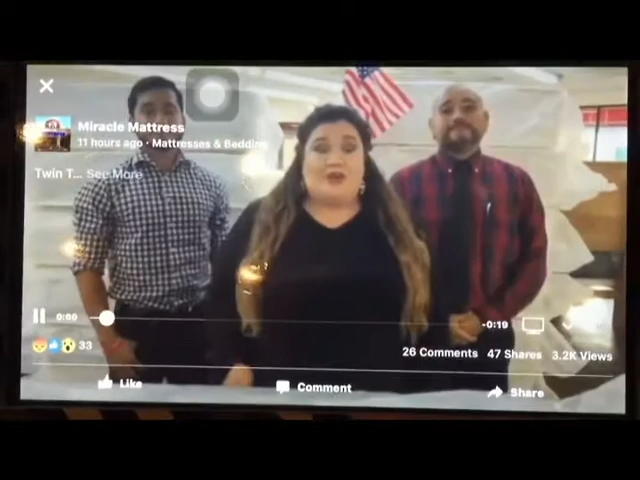 Miracle Mattress
11 hours ago · Mattresses & Bedding
Twin T... See More
0:00
-0:19
33
26 Comments 47 Shares 3.2K Views
Like
Comment
Share